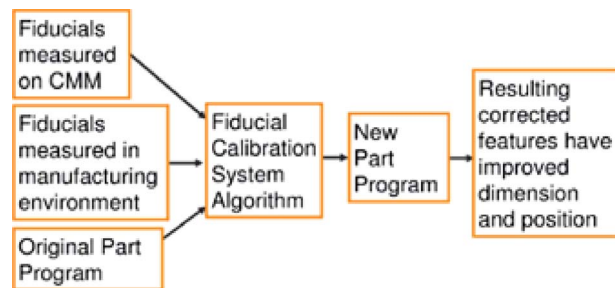 Fiducials
measured
on CMM
Fiducials
measured in
manufacturing
environment
Original Part
Program
Fiducial
Calibration
System
Algorithm
New
Part
Program
Resulting
corrected
features have
improved
dimension
and position